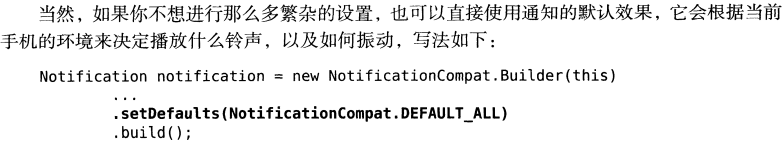 当然，如果你不想进行那么多繁杂的设置，也可以直接使用通知的默认效果，它会根据当前
手机的环境来决定播放什么铃声，以及如何振动，写法如下：
Notification notification = new NotificationCompat.Builder(this)
...
.setDefaults(NotificationCompat.DEFAULT_ALL)
.build();